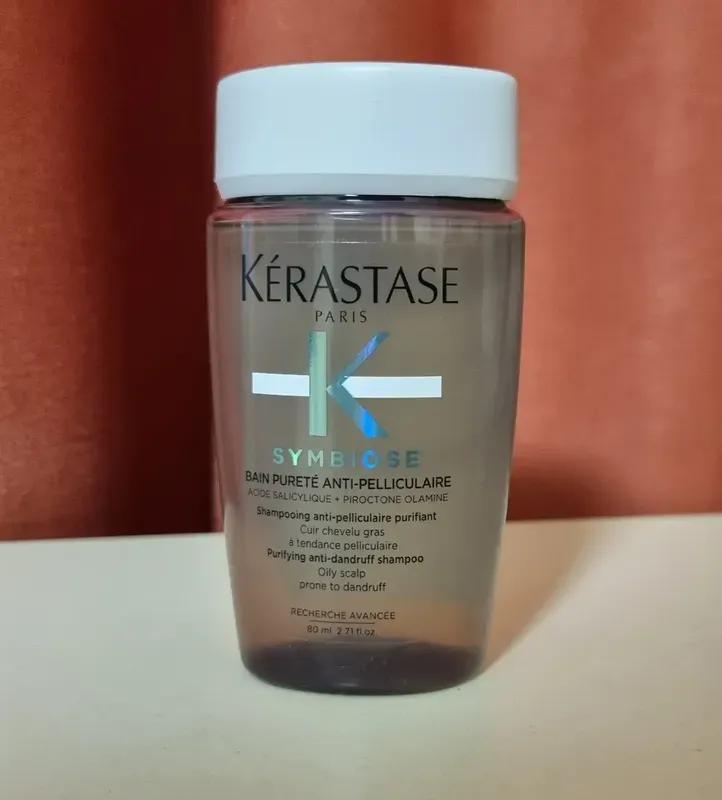 KÉRASTASE
PARIS
K
SYMBIOSE
BAIN PURETÉ ANTI-PELLICULAIRE
ACIDE SALICYLIQUE + PIROCTONE OLAMINE
Shampooing anti-pelliculaire purifiant
Cuir chevelu gras
à tendance pelliculaire
Purifying anti-dandruff shampoo
Oily scalp
prone to dandruff
RECHERCHE AVANCÉE
80 ml 2.71 fl.oz